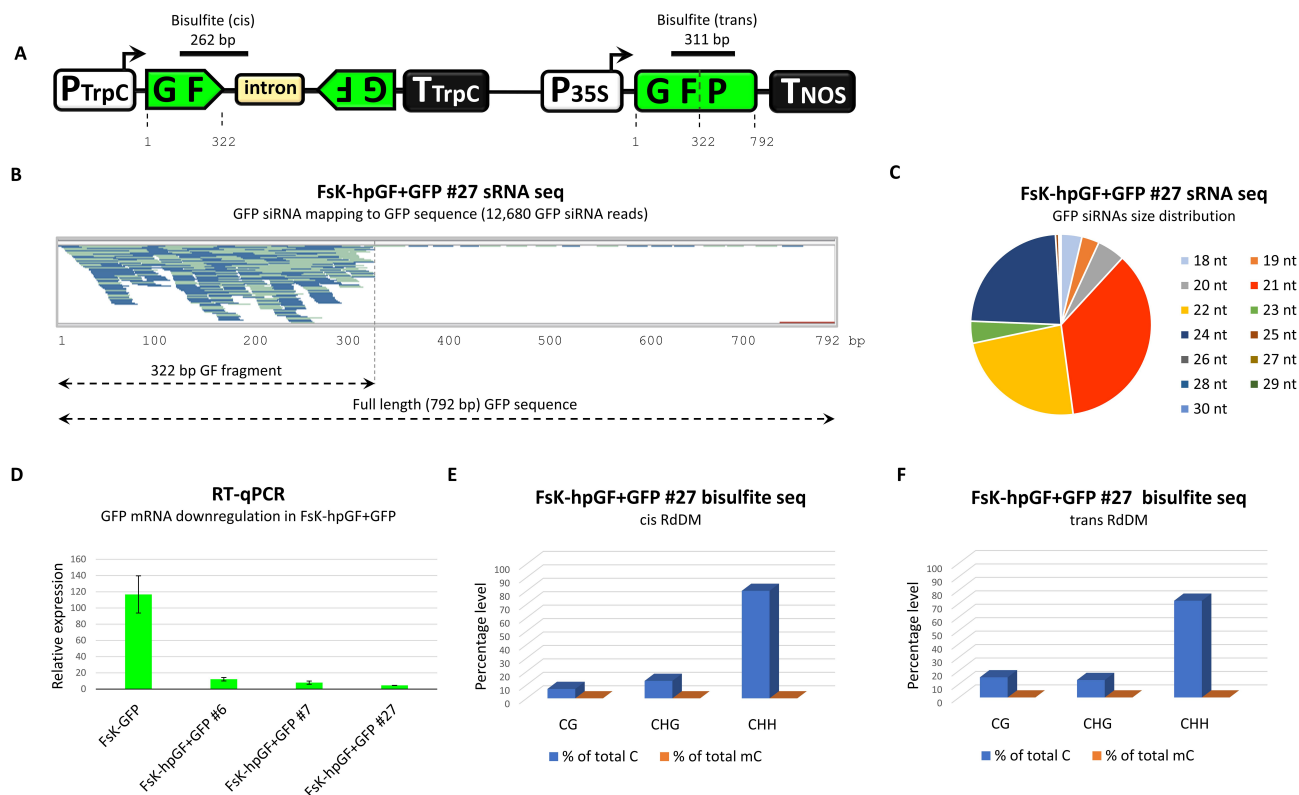 A
Bisulfite (cis)
262 bp
Bisulfite (trans)
311 bp
PTrpC
G F
intron
G F
TTrpC
P35S
G F P
TNOS
1 322
1 322 792
B
FsK-hpGF+GFP #27 sRNA seq
GFP siRNA mapping to GFP sequence (12,680 GFP siRNA reads)
1 100 200 300 400 500 600 700 792 bp
322 bp GF fragment
Full length (792 bp) GFP sequence
C
FsK-hpGF+GFP #27 sRNA seq
GFP siRNAs size distribution
18 nt 19 nt
20 nt 21 nt
22 nt 23 nt
24 nt 25 nt
26 nt 27 nt
28 nt 29 nt
30 nt
D
RT-qPCR
GFP mRNA downregulation in FsK-hpGF+GFP
Relative expression
160
140
120
100
80
60
40
20
0
FsK-GFP
FsK-hpGF+GFP #6
FsK-hpGF+GFP #7
FsK-hpGF+GFP #27
E
FsK-hpGF+GFP #27 bisulfite seq
cis RdDM
Percentage level
100
90
80
70
60
50
40
30
20
10
0
CG CHG CHH
% of total C % of total mC
F
FsK-hpGF+GFP #27 bisulfite seq
trans RdDM
Percentage level
100
90
80
70
60
50
40
30
20
10
0
CG CHG CHH
% of total C % of total mC